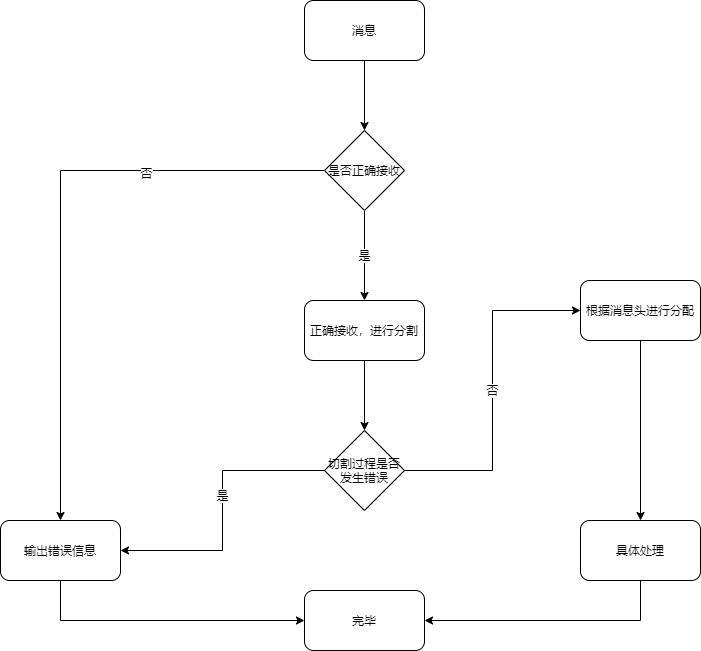 消息
是否正确接收
否
是
根据消息头进行分配
正确接收，进行分割
否
切割过程是否
发生错误
是
输出错误信息
具体处理
完毕